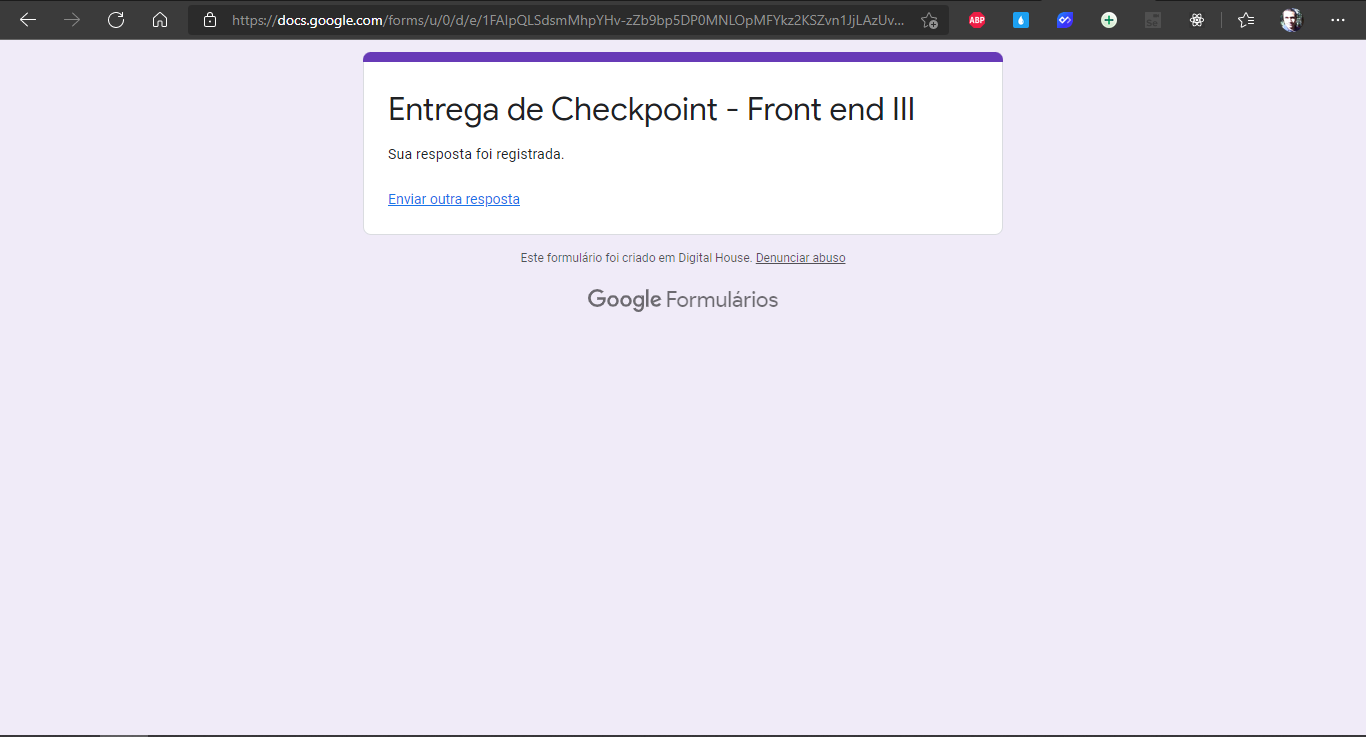 https://docs.google.com/forms/u/0/d/e/1FAIpQLSdsmMhpYHv-zZb9bp5DP0MNLOpMFYkz2KSZvn1JjLAzUv...
ABP
Entrega de Checkpoint - Front end III
Sua resposta foi registrada.
Enviar outra resposta
Este formulário foi criado em Digital House. Denunciar abuso
Google Formulários